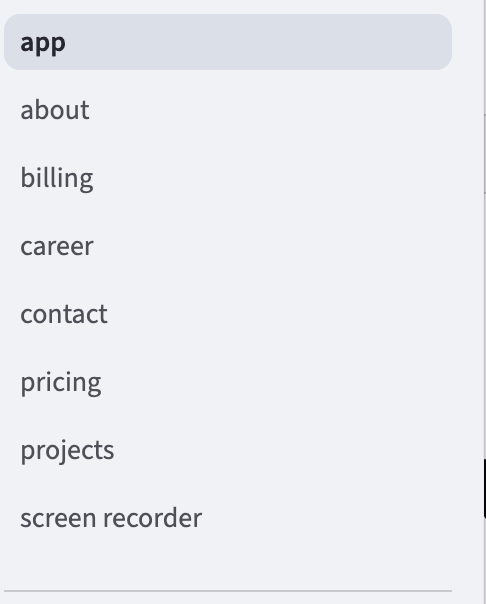 app
about
billing
career
contact
pricing
projects
screen recorder